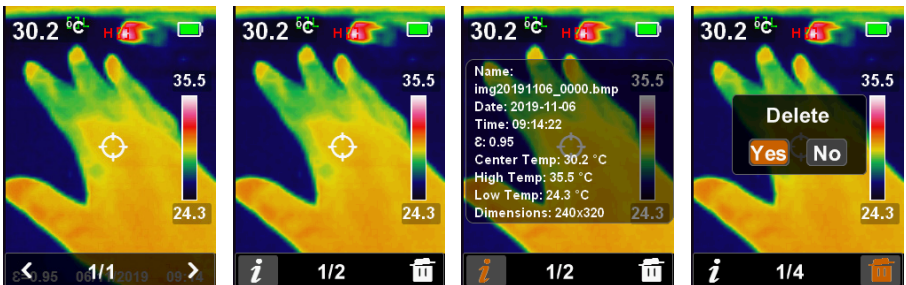 30.2 °C
H
35.5
24.3
1/1
ε=0.95 2019
30.2 °C
H
35.5
24.3
i 1/2
30.2 °C
H
35.5
Name:
img20191106_0000.bmp
Date: 2019-11-06
Time: 09:14:22
ε: 0.95
Center Temp: 30.2 °C
High Temp: 35.5 °C
Low Temp: 24.3 °C
Dimensions: 240x320
24.3
i 1/2
30.2 °C
H
35.5
Delete
Yes No
24.3
i 1/4